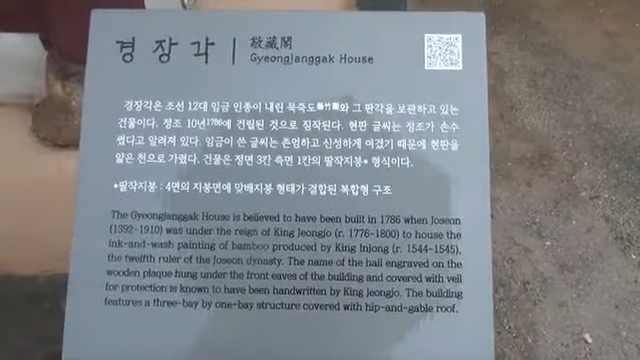 경장각 | 敬藏閣
Gyeongjanggak House
경장각은 조선 12대 임금 인종이 내린 묵죽도墨竹圖와 그 판각을 보관하고 있는
건물이다. 정조 10년1786에 건립된 것으로 짐작된다. 현판 글씨는 정조가 손수
썼다고 알려져 있다. 임금이 쓴 글씨는 존엄하고 신성하게 여겼기 때문에 현판을
얇은 천으로 가렸다. 건물은 정면 3칸 측면 1칸의 팔작지붕* 형식이다.
*팔작지붕 : 4면의 지붕면에 맞배지붕 형태가 결합된 복합형 구조
The Gyeongjanggak House is believed to have been built in 1786 when Joseon
(1392-1910) was under the reign of King Jeongjo (r. 1776-1800) to house the
ink-and-wash painting of bamboo produced by King Injong (r. 1544-1545),
the twelfth ruler of the Joseon dynasty. The name of the hall engraved on the
wooden plaque hung under the front eaves of the building and covered with veil
for protection is known to have been handwritten by King Jeongjo. The building
features a three-bay by one-bay structure covered with hip-and-gable roof.